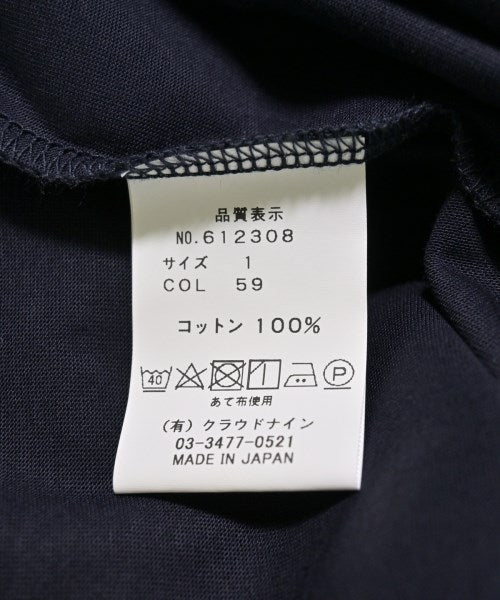 品質表示
NO.612308
サイズ 1
COL 59
コットン 100%
40 P
あて布使用
(有) クラウドナイン
03-3477-0521
MADE IN JAPAN